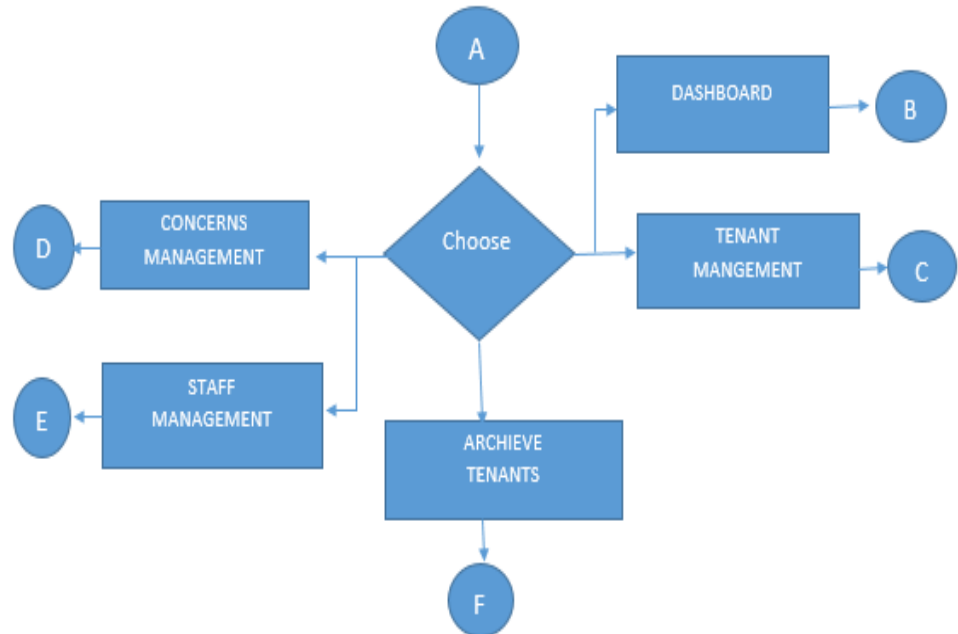 A
DASHBOARD
B
CONCERNS
MANAGEMENT
D
Choose
TENANT
MANGEMENT
C
STAFF
MANAGEMENT
E
ARCHIEVE
TENANTS
F